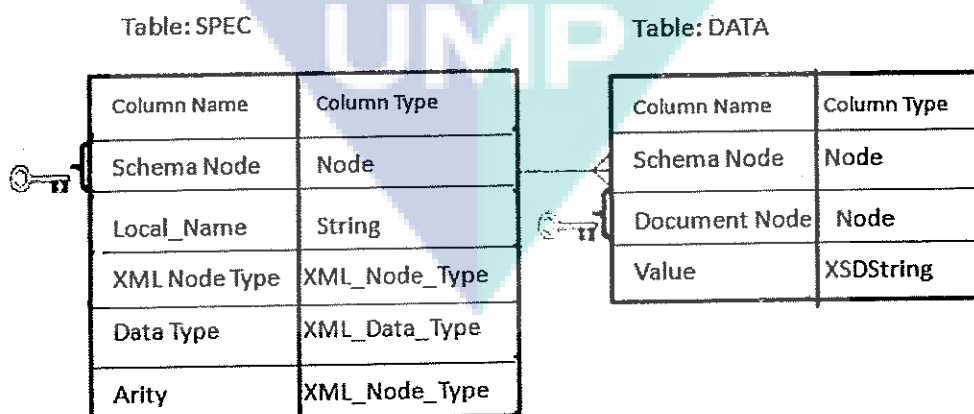 Table: SPEC
Column Name Column Type
Schema Node Node
Local_Name String
XML Node Type XML_Node_Type
Data Type XML_Data_Type
Arity XML_Node_Type
UMP
Table: DATA
Column Name Column Type
Schema Node Node
Document Node Node
Value XSDString